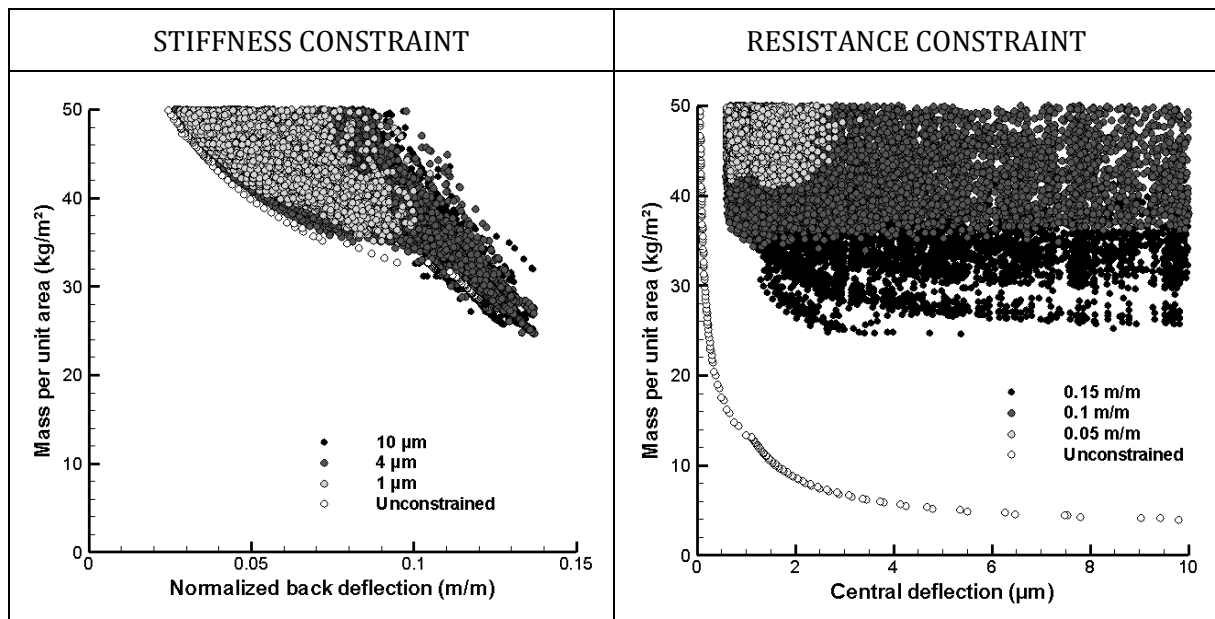 STIFFNESS CONSTRAINT
RESISTANCE CONSTRAINT
Mass per unit area (kg/m²)
50
40
30
20
10
0
10 µm
4 µm
1 µm
Unconstrained
0
0.05
0.1
0.15
Normalized back deflection (m/m)
Mass per unit area (kg/m²)
50
40
30
20
10
0
0.15 m/m
0.1 m/m
0.05 m/m
Unconstrained
0
2
4
6
8
10
Central deflection (µm)